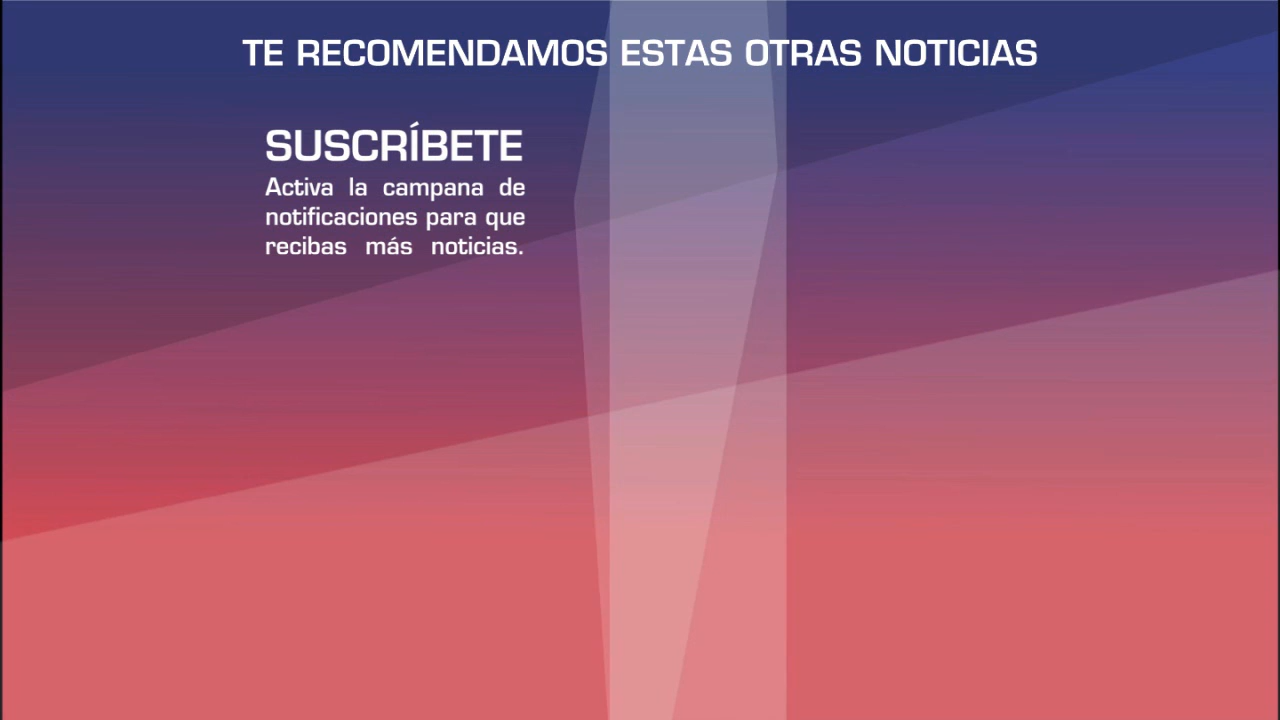 TE RECOMENDAMOS ESTAS OTRAS NOTICIAS
SUSCRÍBETE
Activa la campana de
notificaciones para que
recibas más noticias.